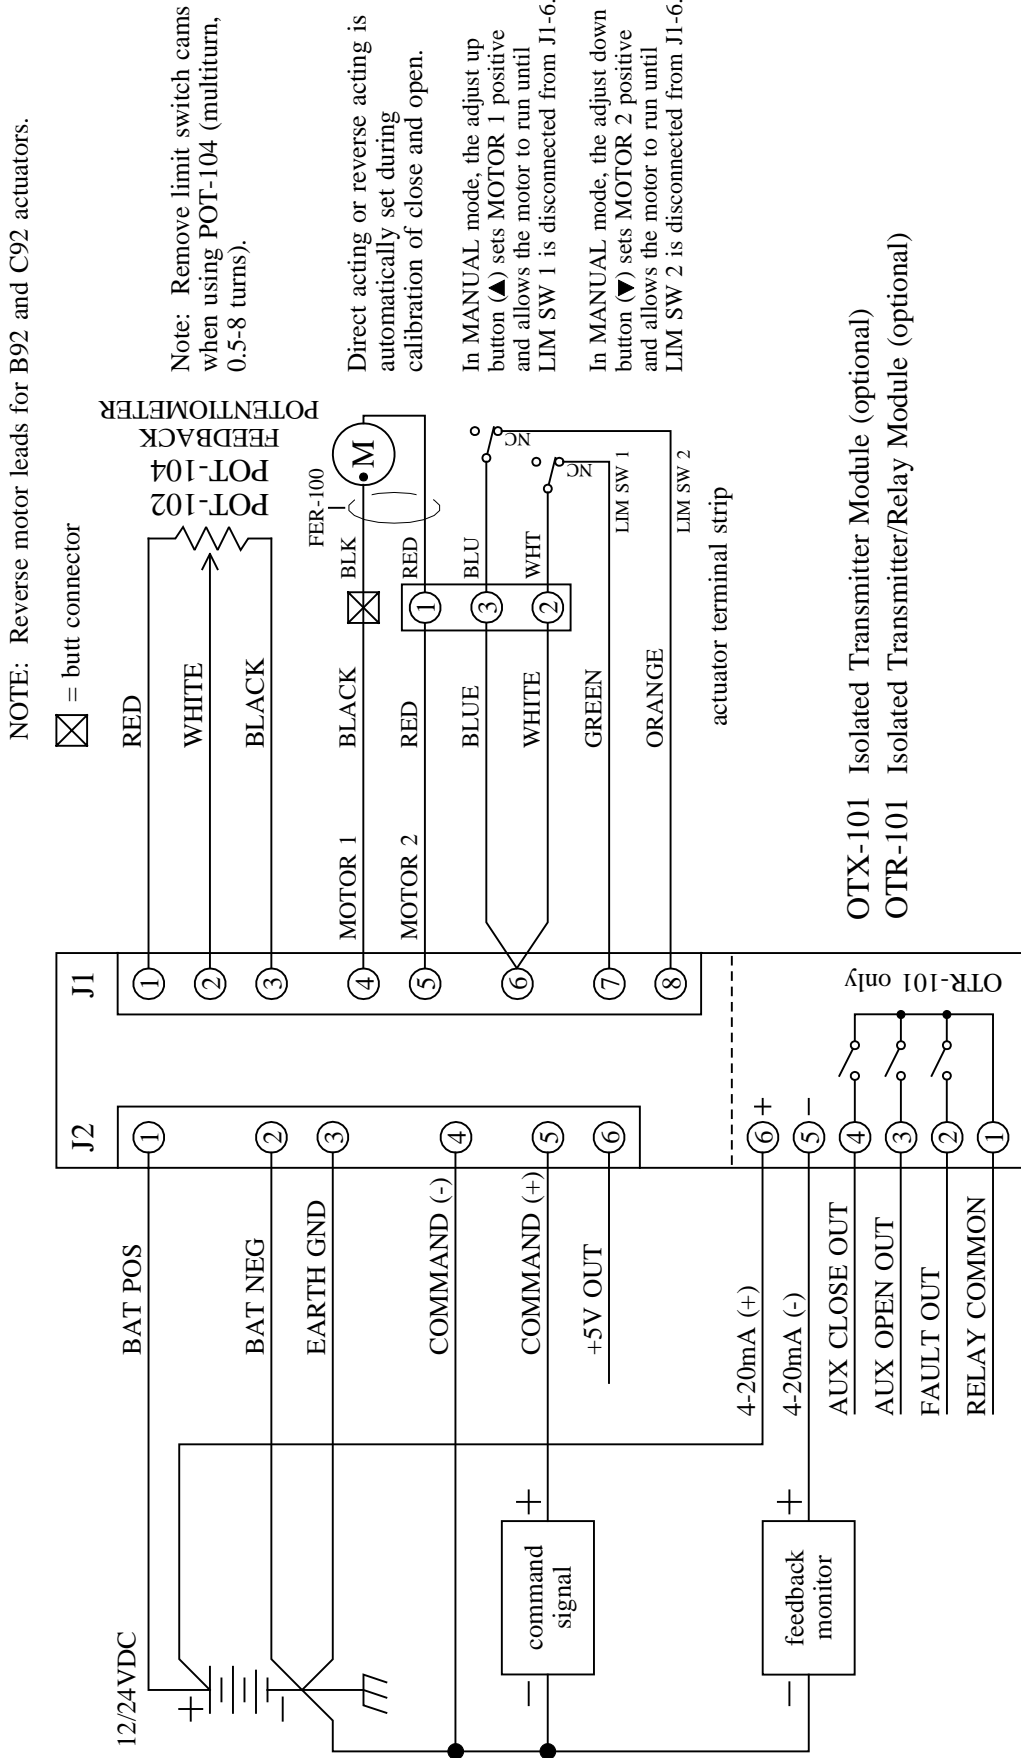 NOTE: Reverse motor leads for B92 and C92 actuators.
= butt connector
Note: Remove limit switch cams
when using POT-104 (multiturn,
0.5-8 turns).
Direct acting or reverse acting is
automatically set during
calibration of close and open.
In MANUAL mode, the adjust up
button (▲) sets MOTOR 1 positive
and allows the motor to run until
LIM SW 1 is disconnected from J1-6.
In MANUAL mode, the adjust down
button (▼) sets MOTOR 2 positive
and allows the motor to run until
LIM SW 2 is disconnected from J1-6.
POT-102
POT-104
FEEDBACK
POTENTIOMETER
RED
WHITE
BLACK
FER-100
M
BLK
RED
BLU
WHT
NC
NC
LIM SW 1
LIM SW 2
1
3
2
actuator terminal strip
BLACK
RED
BLUE
WHITE
GREEN
ORANGE
MOTOR 1
MOTOR 2
J1
1
2
3
4
5
6
7
8
J2
1
2
3
4
5
6
OTX-101 Isolated Transmitter Module (optional)
OTR-101 Isolated Transmitter/Relay Module (optional)
OTR-101 only
6 +
5 −
4
3
2
1
BAT POS
BAT NEG
EARTH GND
COMMAND (-)
COMMAND (+)
+5V OUT
4-20mA (+)
4-20mA (-)
AUX CLOSE OUT
AUX OPEN OUT
FAULT OUT
RELAY COMMON
12/24VDC
+
−
+
command
signal
−
+
feedback
monitor
−